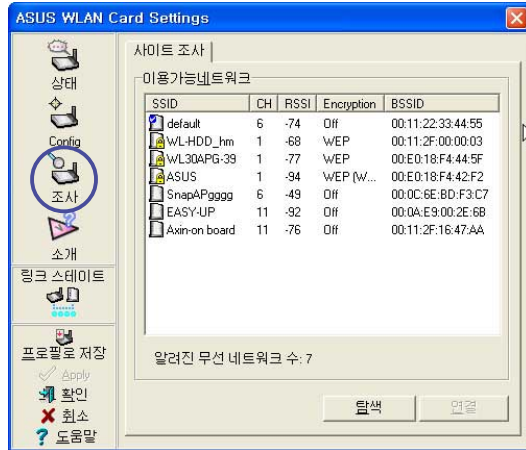 ASUS WLAN Card Settings
상태
Config
조사
소개
링크 스테이트
프로필로 저장
Apply
확인
취소
도움말
사이트 조사
이용가능네트워크
SSID CH RSSI Encryption BSSID
default 6 -74 Off 00:11:22:33:44:55
WL-HDD_hm 1 -68 WEP 00:11:2F:00:00:03
WL30APG-39 1 -77 WEP 00:E0:18:F4:44:5F
ASUS 1 -94 WEP (W... 00:E0:18:F4:42:F2
SnapAPgggg 6 -49 Off 00:0C:6E:BD:F3:C7
EASY-UP 11 -92 Off 00:0A:E9:00:2E:6B
Axin-on board 11 -76 Off 00:11:2F:16:47:AA
알려진 무선 네트워크 수: 7
탐색
연결